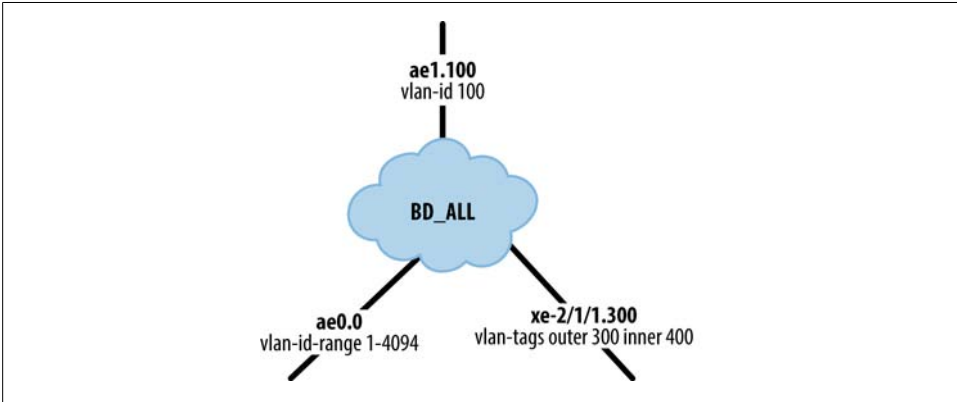 ae1.100
vlan-id 100
BD_ALL
ae0.0
vlan-id-range 1-4094
xe-2/1/1.300
vlan-tags outer 300 inner 400